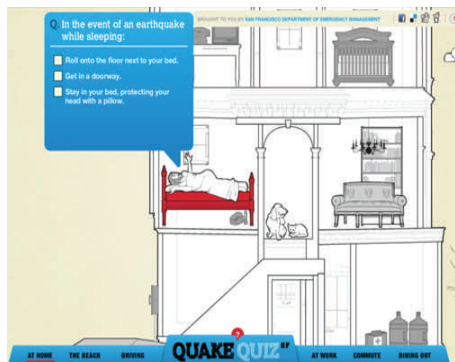 BROUGHT TO YOU BY SAN FRANCISCO DEPARTMENT OF EMERGENCY MANAGEMENT
Q. In the event of an earthquake
while sleeping:
Roll onto the floor next to your bed.
Get in a doorway.
Stay in your bed, protecting your
head with a pillow.
AT HOME THE BEACH DRIVING QUAKE QUIZ SF AT WORK COMMUTE DINING OUT